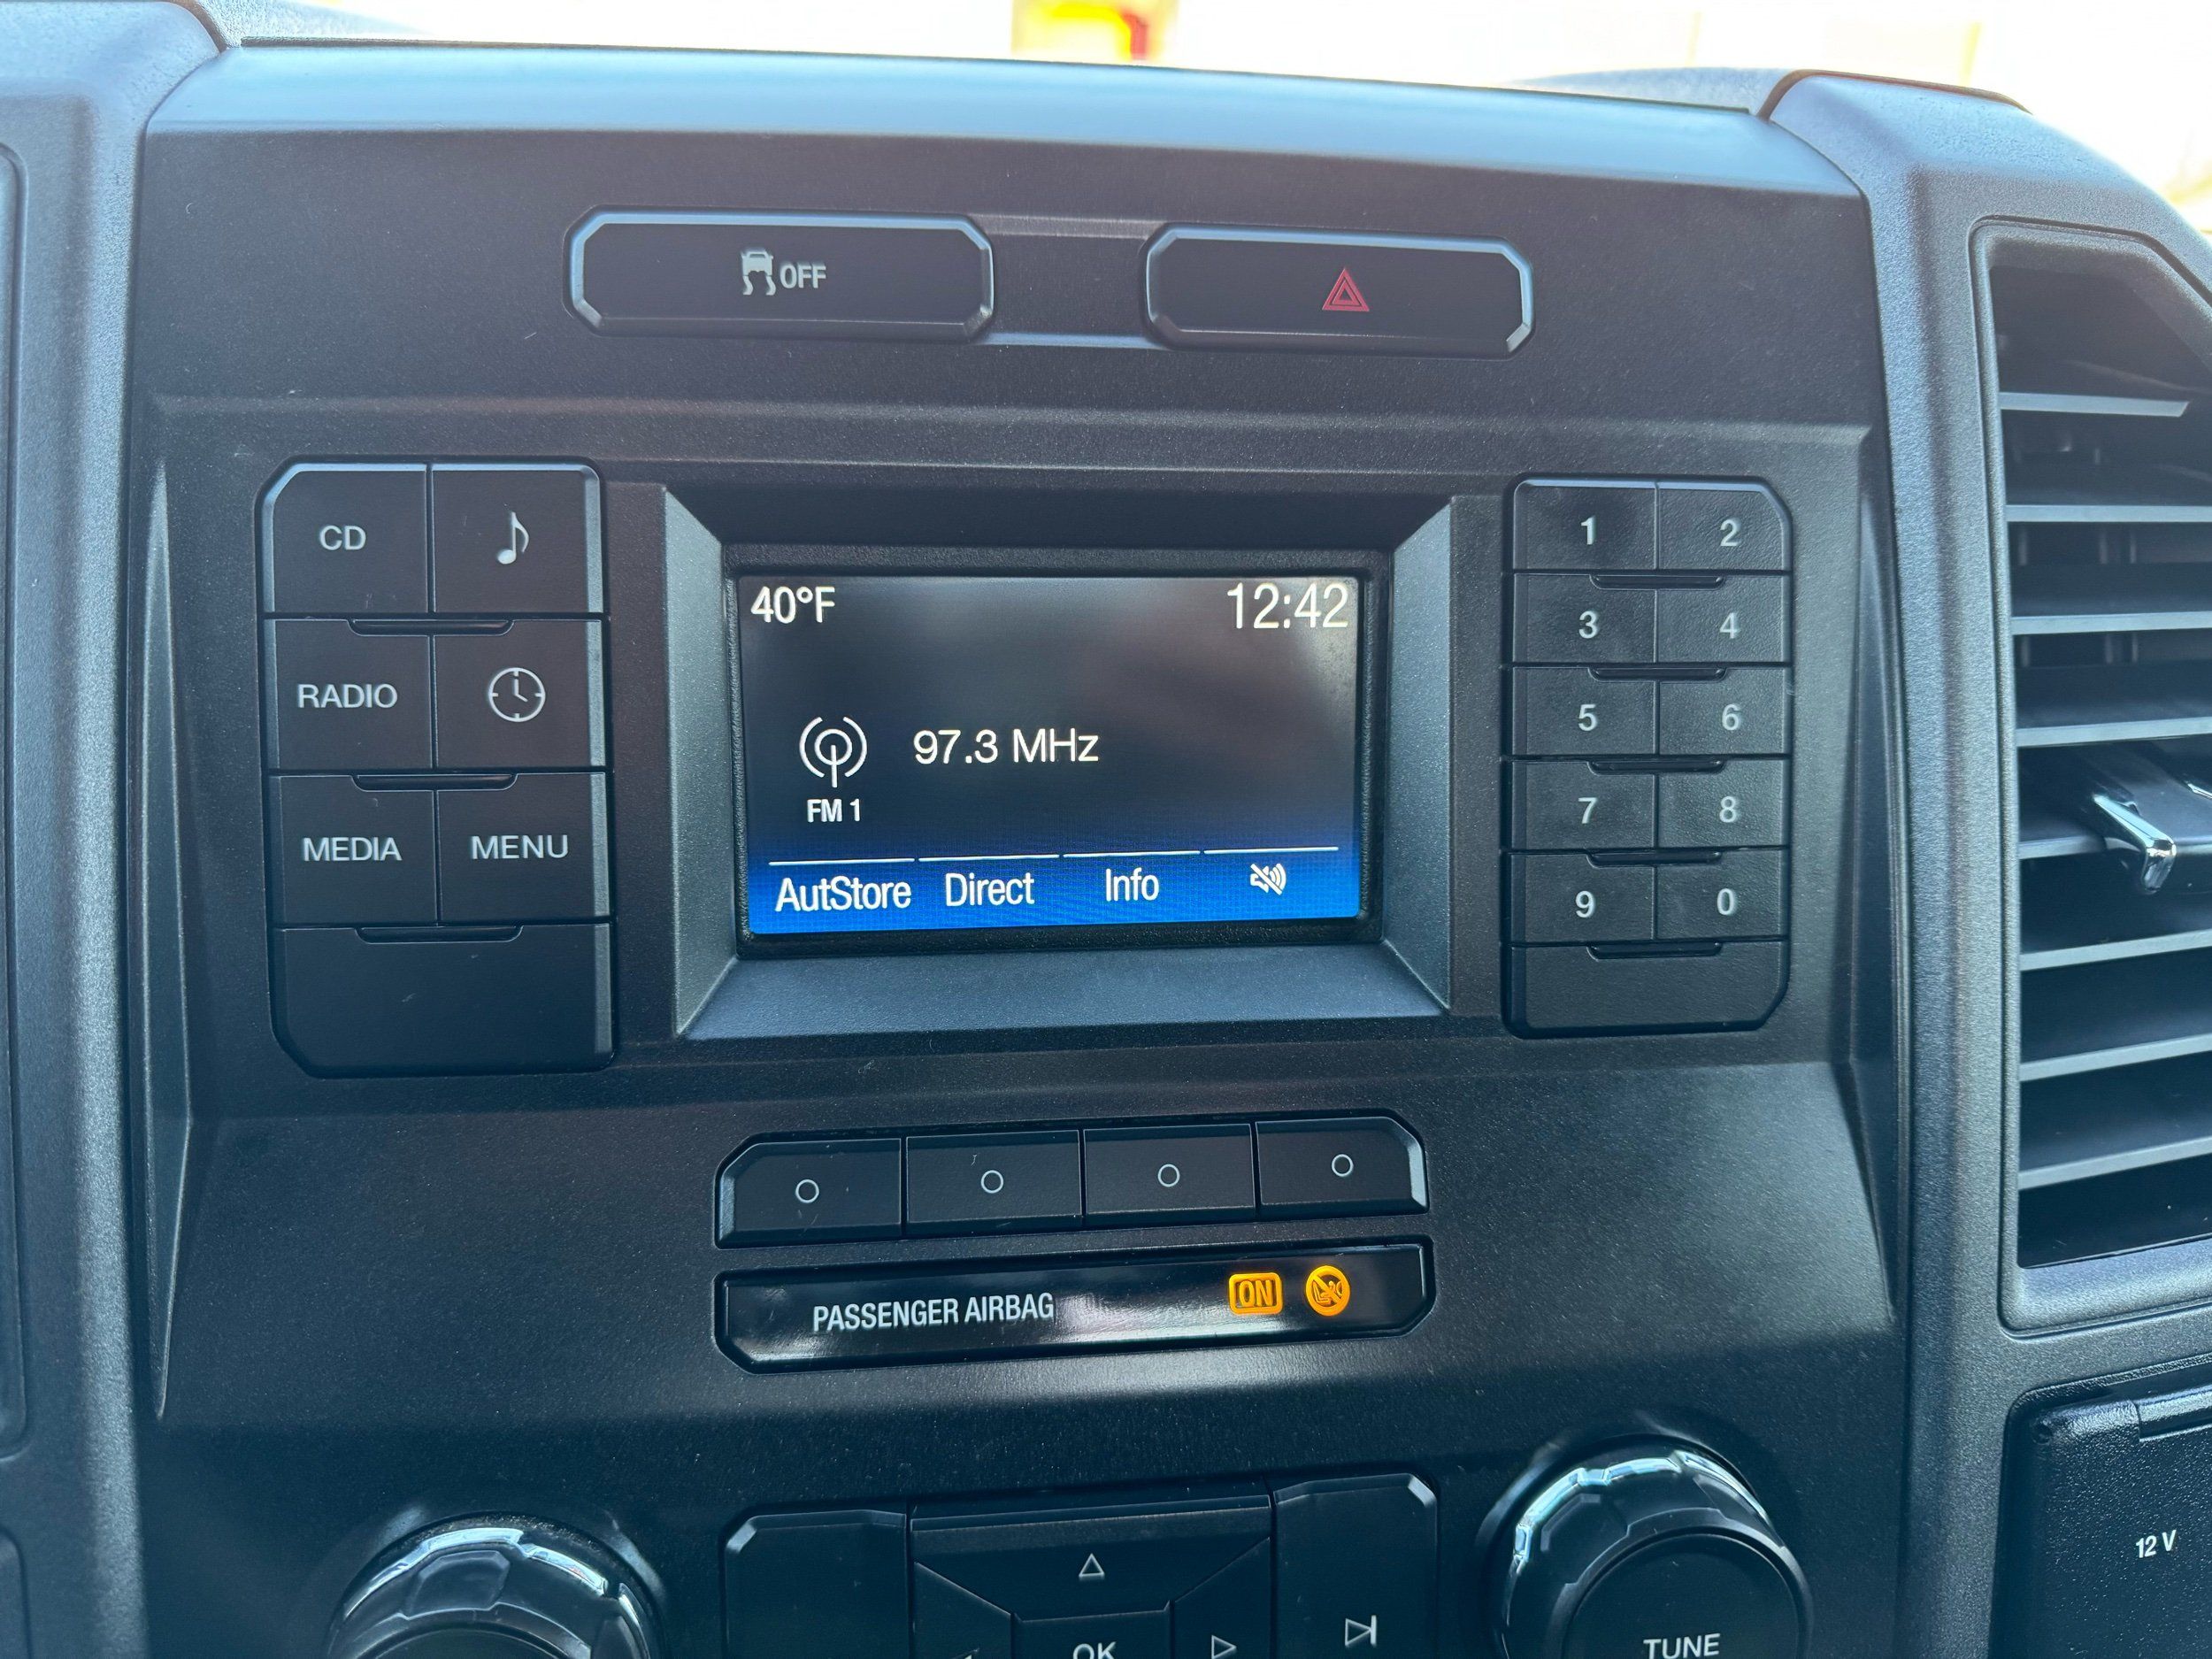 OFF
CD
RADIO
MEDIA MENU
40°F 12:42
97.3 MHz
FM 1
AutStore Direct Info
1 2
3 4
5 6
7 8
9 0
PASSENGER AIRBAG ON
OK
TUNE
12 V